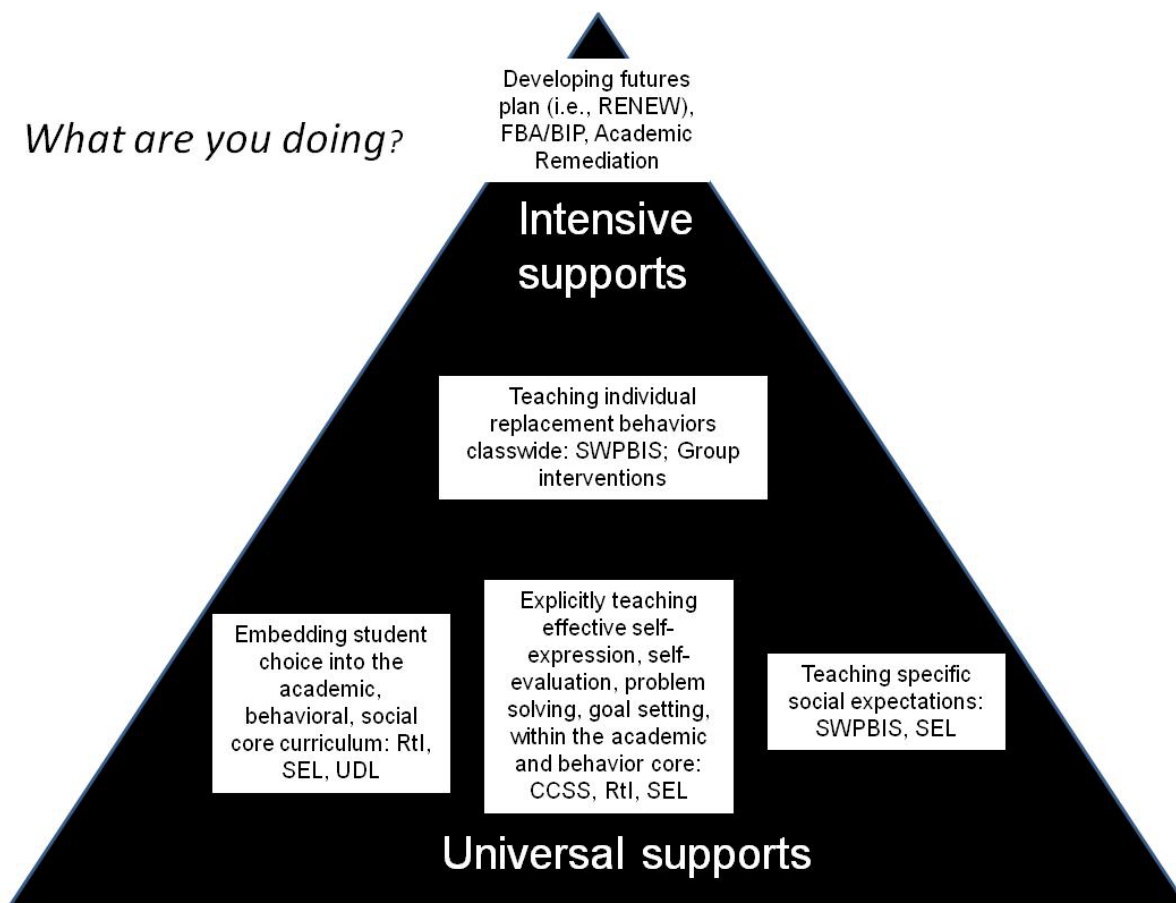 Developing futures
plan (i.e., RENEW),
FBA/BIP, Academic
Remediation
What are you doing?
Intensive
supports
Teaching individual
replacement behaviors
classwide: SWPBIS; Group
interventions
Embedding student
choice into the
academic,
behavioral, social
core curriculum: RtI,
SEL, UDL
Explicitly teaching
effective self-
expression, self-
evaluation, problem
solving, goal setting,
within the academic
and behavior core:
CCSS, RtI, SEL
Teaching specific
social expectations:
SWPBIS, SEL
Universal supports